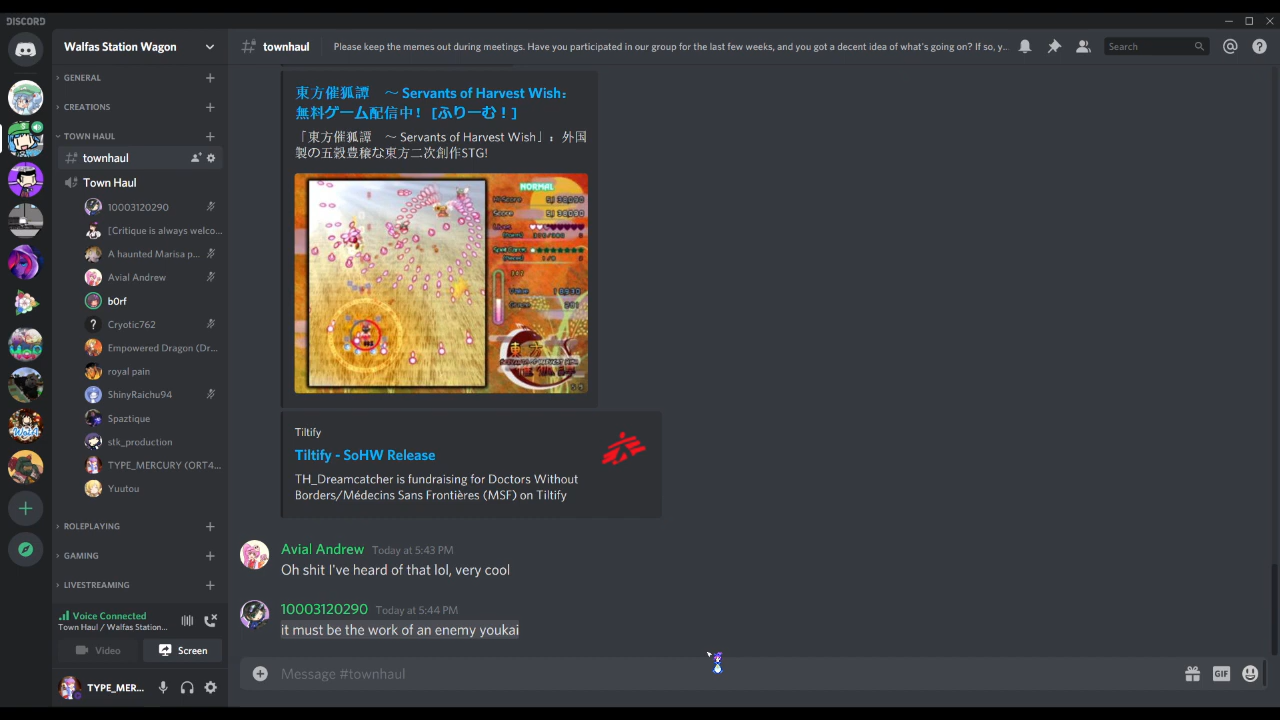 DISCORD
Walfas Station Wagon
GENERAL
CREATIONS
TOWN HAUL
townhaul
Town Haul
10003120290
[Critique is always welco...
A haunted Marisa p...
Avial Andrew
b0rf
Cryotic762
Empowered Dragon (Dr...
royal pain
ShinyRaichu94
Spaztique
stk_production
TYPE_MERCURY (ORT4...
Yuutou
ROLEPLAYING
GAMING
LIVESTREAMING
Voice Connected
Town Haul / Walfas Station...
Video
Screen
TYPE_MER...
townhaul
Please keep the memes out during meetings. Have you participated in our group for the last few weeks, and you got a decent idea of what's going on? If so, y...
Search
東方催狐譚　～ Servants of Harvest Wish：
無料ゲーム配信中！ [ふりーむ！]
「東方催狐譚　～ Servants of Harvest Wish」：外国
製の五穀豊穣な東方二次創作STG!
NORMAL
HiScore
Score
Tiltify
Tiltify - SoHW Release
TH_Dreamcatcher is fundraising for Doctors Without
Borders/Médecins Sans Frontières (MSF) on Tiltify
Avial Andrew Today at 5:43 PM
Oh shit I've heard of that lol, very cool
10003120290 Today at 5:44 PM
it must be the work of an enemy youkai
Message #townhaul
GIF